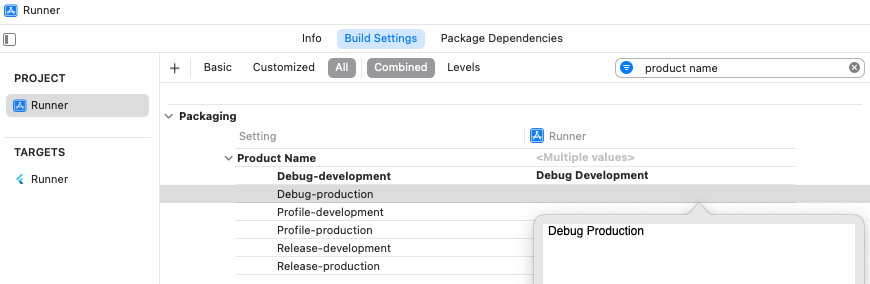 Runner
Info Build Settings Package Dependencies
PROJECT
Runner
TARGETS
Runner
+ Basic Customized All Combined Levels product name
Packaging
Setting Runner
Product Name <Multiple values>
Debug-development Debug Development
Debug-production
Profile-development
Profile-production
Release-development
Release-production
Debug Production